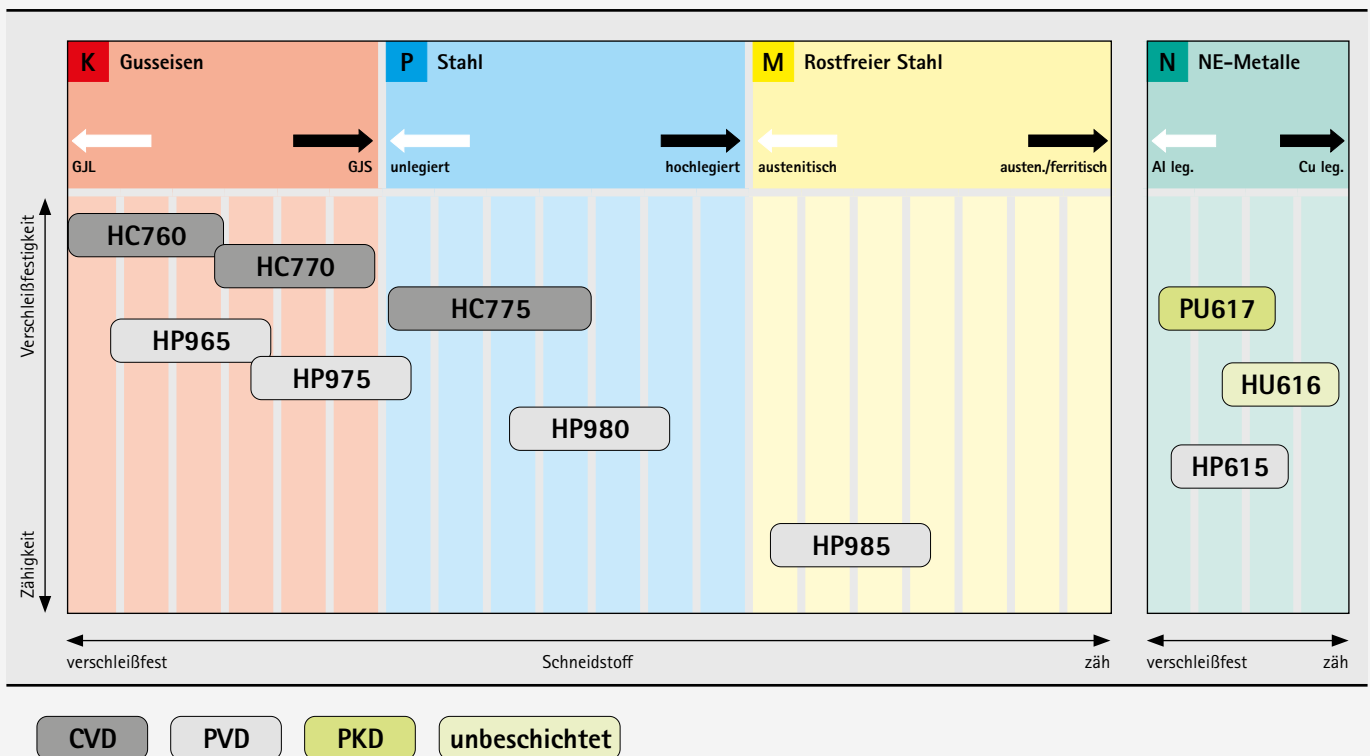 K Gusseisen
P Stahl
M Rostfreier Stahl
N NE-Metalle
GJL GJS
unlegiert hochlegiert
austenitisch austen./ferritisch
Al leg. Cu leg.
Verschleißfestigkeit
Zähigkeit
HC760
HC770
HC775
PU617
HP965
HP975
HU616
HP980
HP615
HP985
verschleißfest Schneidstoff zäh
verschleißfest zäh
CVD PVD PKD unbeschichtet